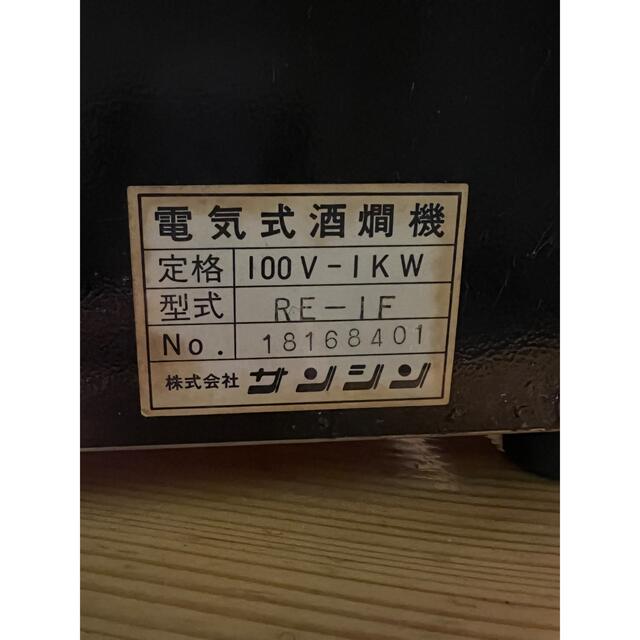 電気式酒燗機
定格 100V-1KW
型式 RE-1F
No. 18168401
株式会社 サンシン